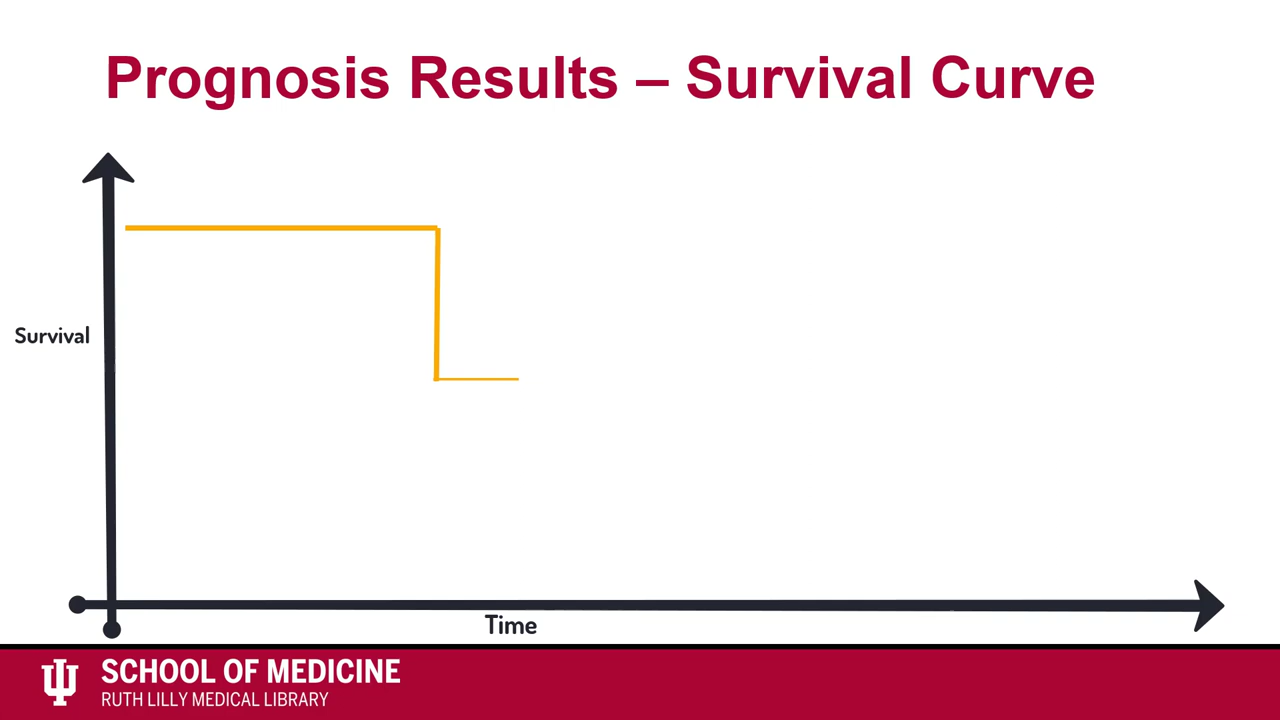 Prognosis Results – Survival Curve
Survival
Time
SCHOOL OF MEDICINE
RUTH LILLY MEDICAL LIBRARY